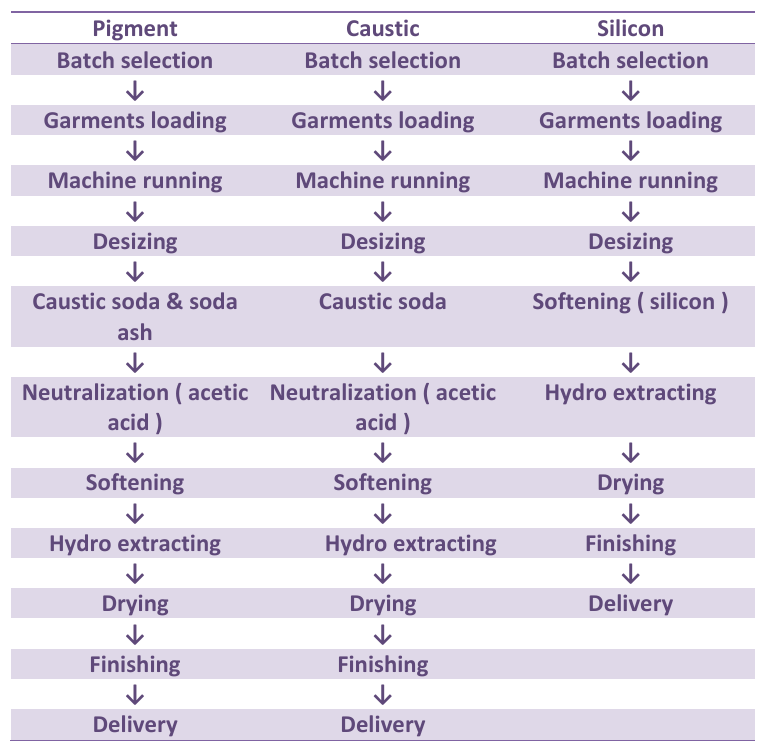 Pigment Caustic Silicon
Batch selection Batch selection Batch selection
↓ ↓ ↓
Garments loading Garments loading Garments loading
↓ ↓ ↓
Machine running Machine running Machine running
↓ ↓ ↓
Desizing Desizing Desizing
↓ ↓ ↓
Caustic soda & soda Caustic soda Softening ( silicon )
ash
↓ ↓ ↓
Neutralization ( acetic Neutralization ( acetic Hydro extracting
acid ) acid )
↓ ↓ ↓
Softening Softening Drying
↓ ↓ ↓
Hydro extracting Hydro extracting Finishing
↓ ↓ ↓
Drying Drying Delivery
↓ ↓
Finishing Finishing
↓ ↓
Delivery Delivery